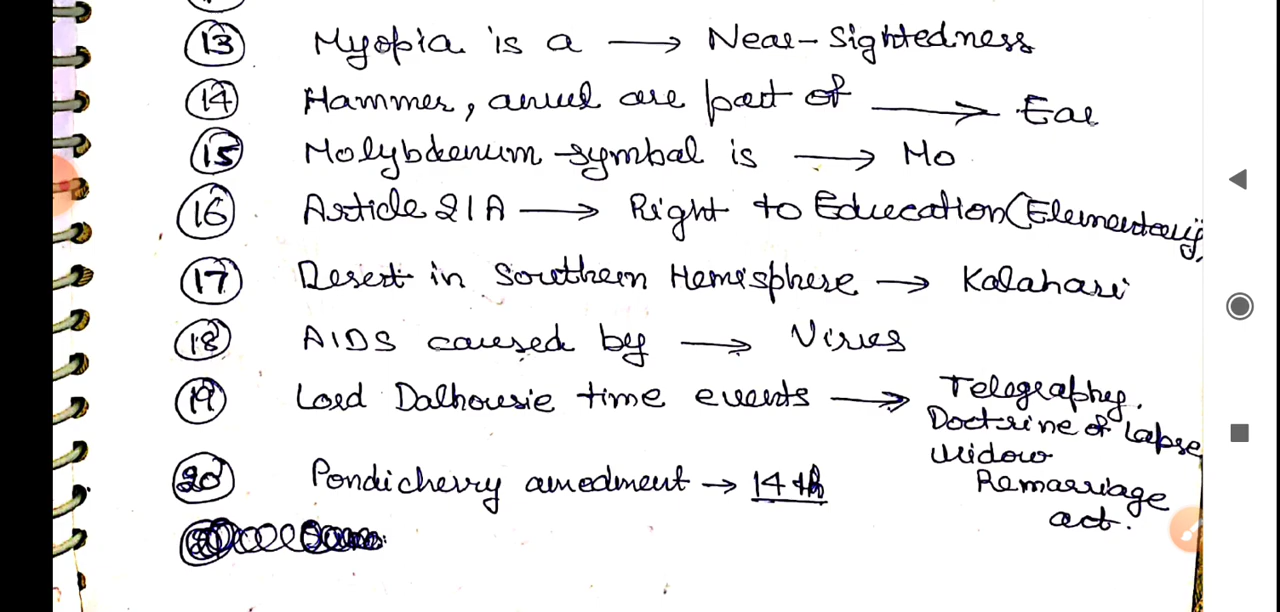 13 Myopia is a → Near-Sightedness
14 Hammer, anvil are part of → Ear
15 Molybdenum symbal is → Mo
16 Article 21A → Right to Education (Elementary)
17 Desert in Southern Hemisphere → Kalahari
18 AIDS caused by → Virus
19 Lord Dalhousie time events → Telegraphy.
Doctrine of lapse
Widow
Remarriage
act.
20 Pondicherry amedment → 14th